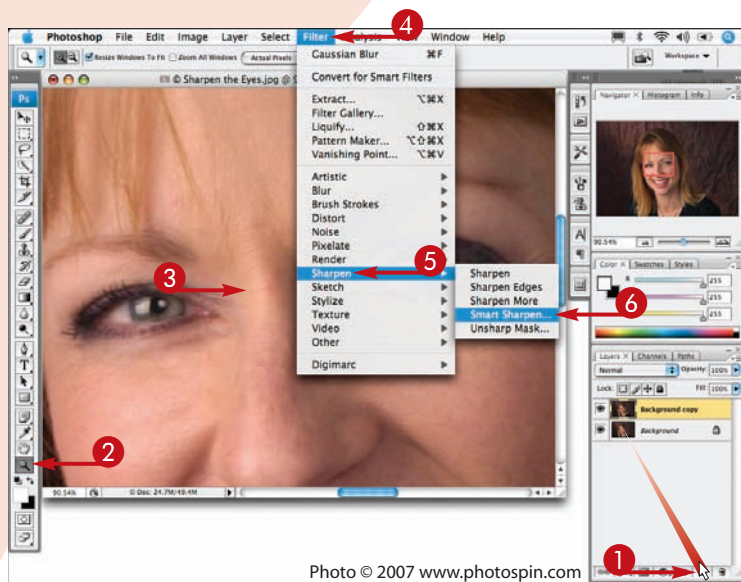 4
Photoshop File Edit Image Layer Select Filter Analysis View Window Help
Resize Windows To Fit Zoom All Windows Actual Pixels Workspace
© Sharpen the Eyes.jpg @ 9
Gaussian Blur ⌘F
Convert for Smart Filters
Extract... ⌥⌘X
Filter Gallery...
Liquify... ⇧⌘X
Pattern Maker... ⌥⇧⌘X
Vanishing Point... ⌥⌘V
Artistic
Blur
Brush Strokes
Distort
Noise
Pixelate
Render
Sharpen
Sketch
Stylize
Texture
Video
Other
Digimarc
Sharpen
Sharpen Edges
Sharpen More
Smart Sharpen...
Unsharp Mask...
5
6
3
2
Ps
T
90.54% Doc: 24.7M/49.4M
Navigator X Histogram Info
90.54%
A
Color X Swatches Styles
R 255
255
255
Layers X Channels Paths
Normal Opacity: 100%
Lock: Fill: 100%
Background copy
Background
1
Photo © 2007 www.photospin.com